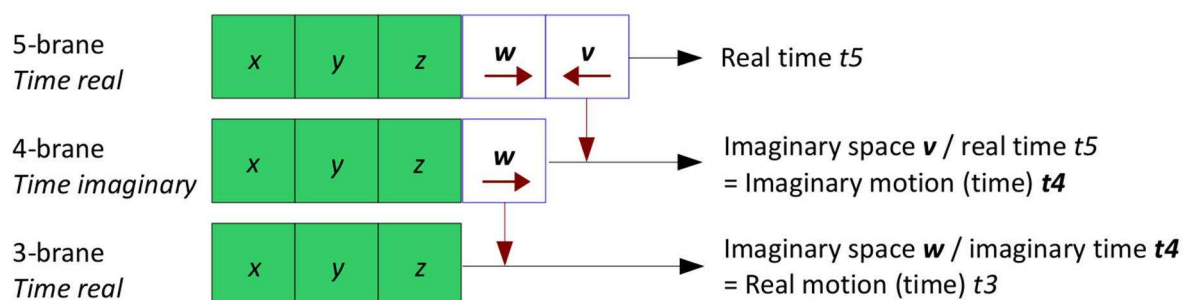 5-brane
Time real
x y z w v
Real time t5
4-brane
Time imaginary
x y z w
Imaginary space v / real time t5
= Imaginary motion (time) t4
3-brane
Time real
x y z
Imaginary space w / imaginary time t4
= Real motion (time) t3